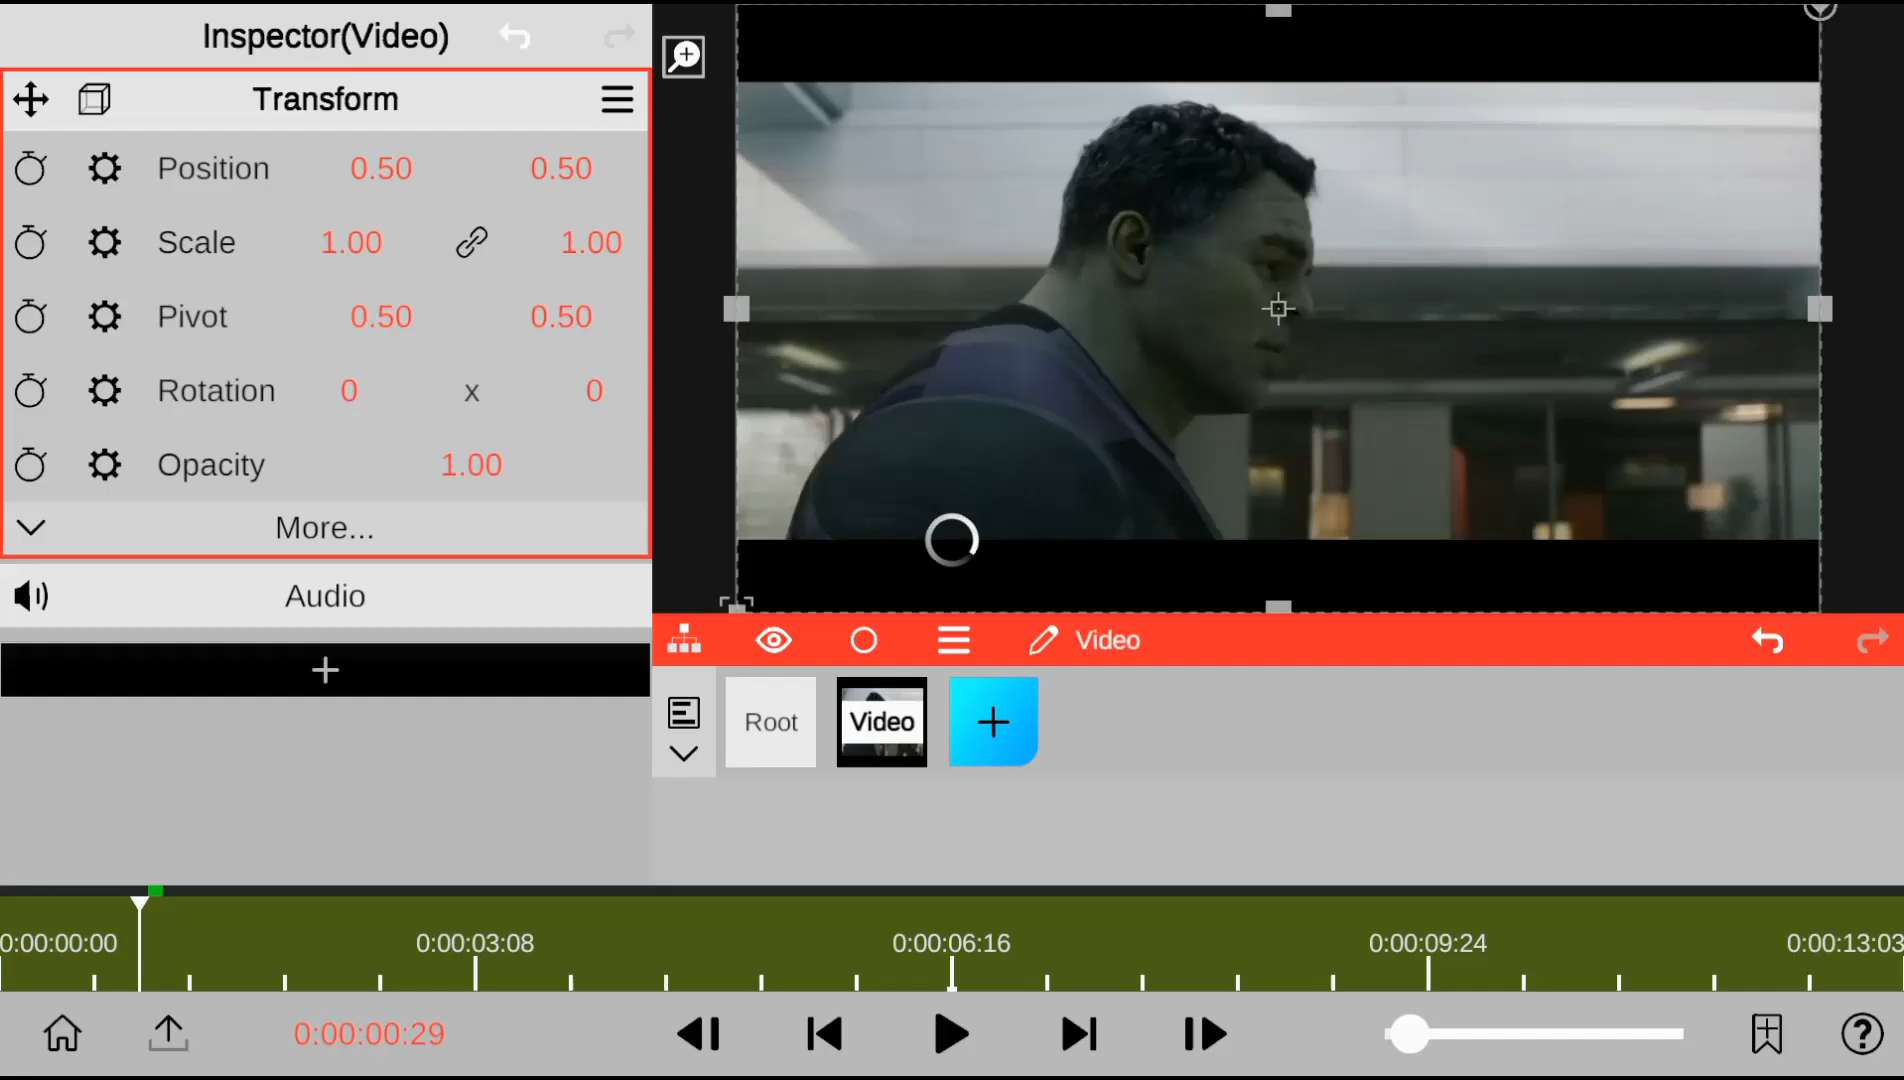 Inspector(Video)
Transform
Position 0.50 0.50
Scale 1.00 1.00
Pivot 0.50 0.50
Rotation 0 x 0
Opacity 1.00
More...
Audio
Video
Root
Video
0:00:00:00 0:00:03:08 0:00:06:16 0:00:09:24 0:00:13:03
0:00:00:29